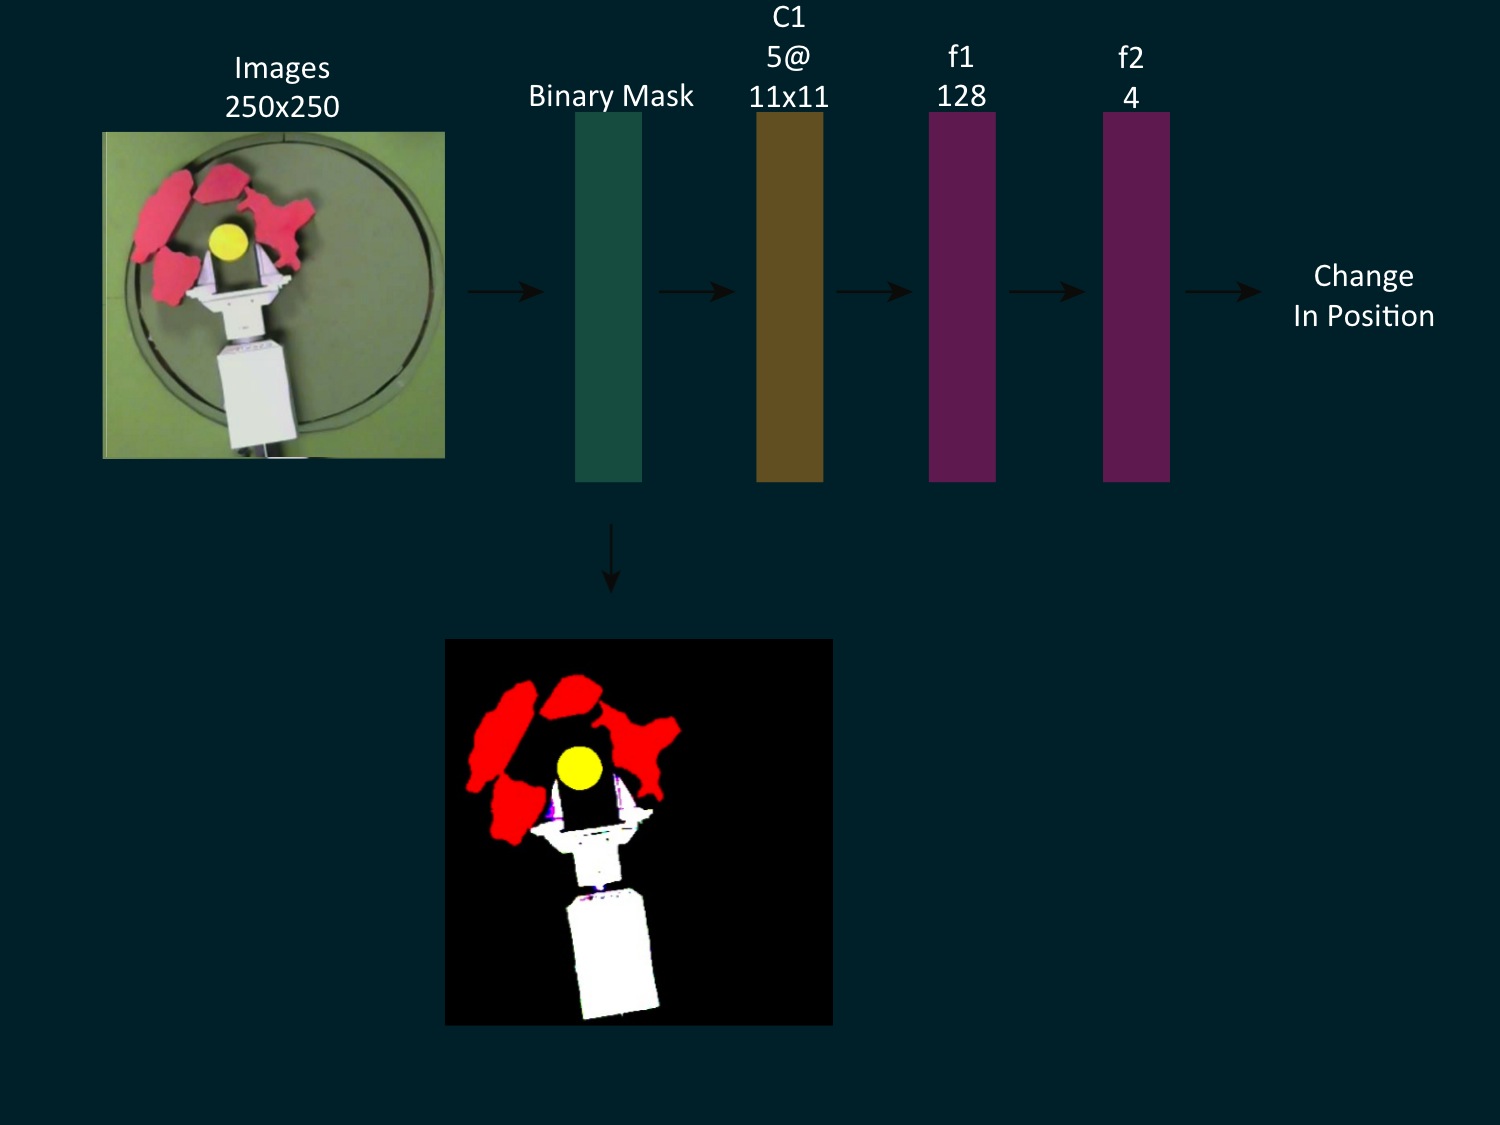 Images
250x250
Binary Mask
C1
5@
11x11
f1
128
f2
4
Change
In Position